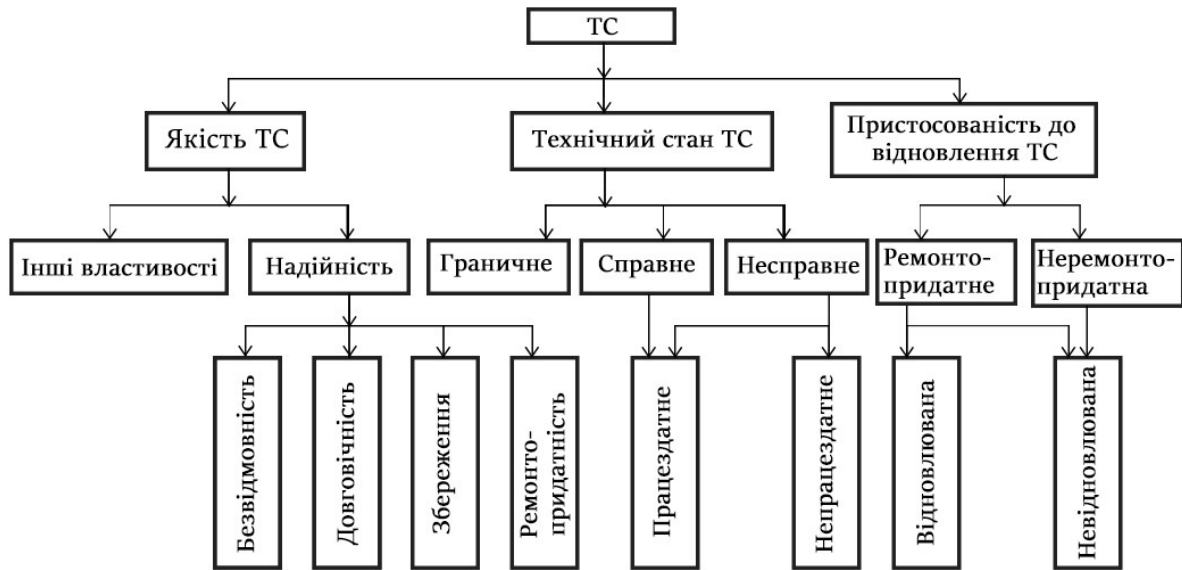 ТС
Якість ТС
Технічний стан ТС
Пристосованість до
відновлення ТС
Інші властивості
Надійність
Граничне
Справне
Несправне
Ремонто-
придатне
Неремонто-
придатна
Безвідмовність
Довговічність
Збереження
Ремонто-
придатність
Працездатне
Непрацездатне
Відновлювана
Невідновлювана